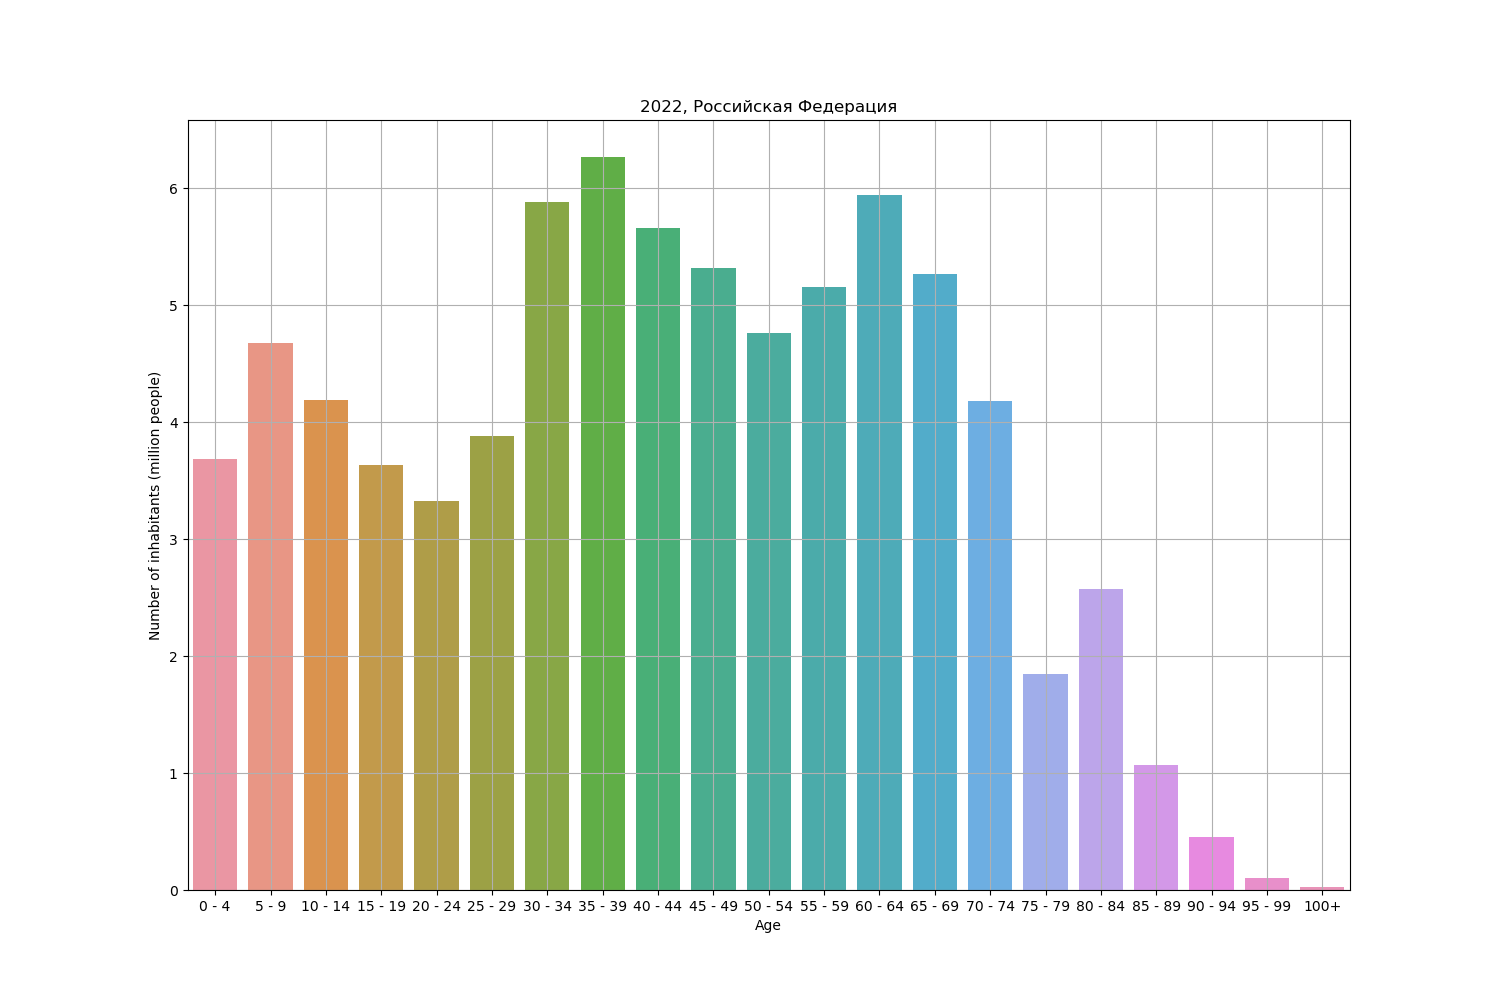 2022, Российская Федерация
Number of inhabitants (million people)
6
5
4
3
2
1
0
0 - 4 5 - 9 10 - 14 15 - 19 20 - 24 25 - 29 30 - 34 35 - 39 40 - 44 45 - 49 50 - 54 55 - 59 60 - 64 65 - 69 70 - 74 75 - 79 80 - 84 85 - 89 90 - 94 95 - 99 100+
Age